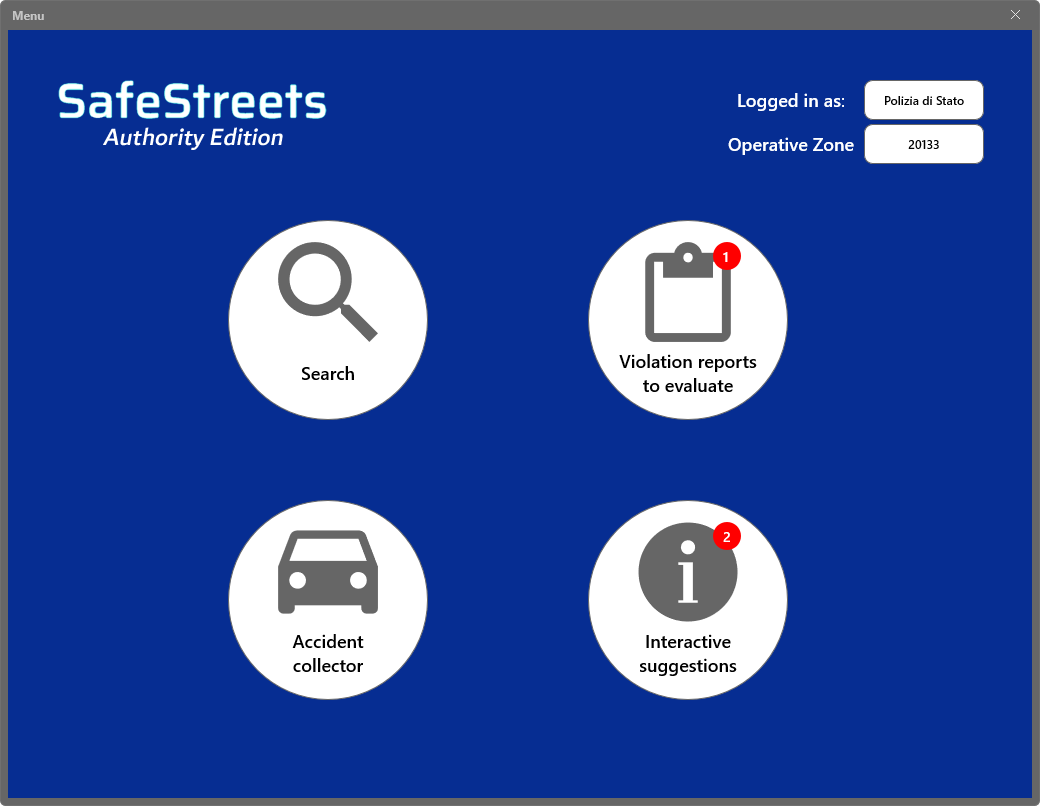 Menu
SafeStreets
Authority Edition
Logged in as:
Polizia di Stato
Operative Zone
20133
Search
1
Violation reports
to evaluate
Accident
collector
2
Interactive
suggestions